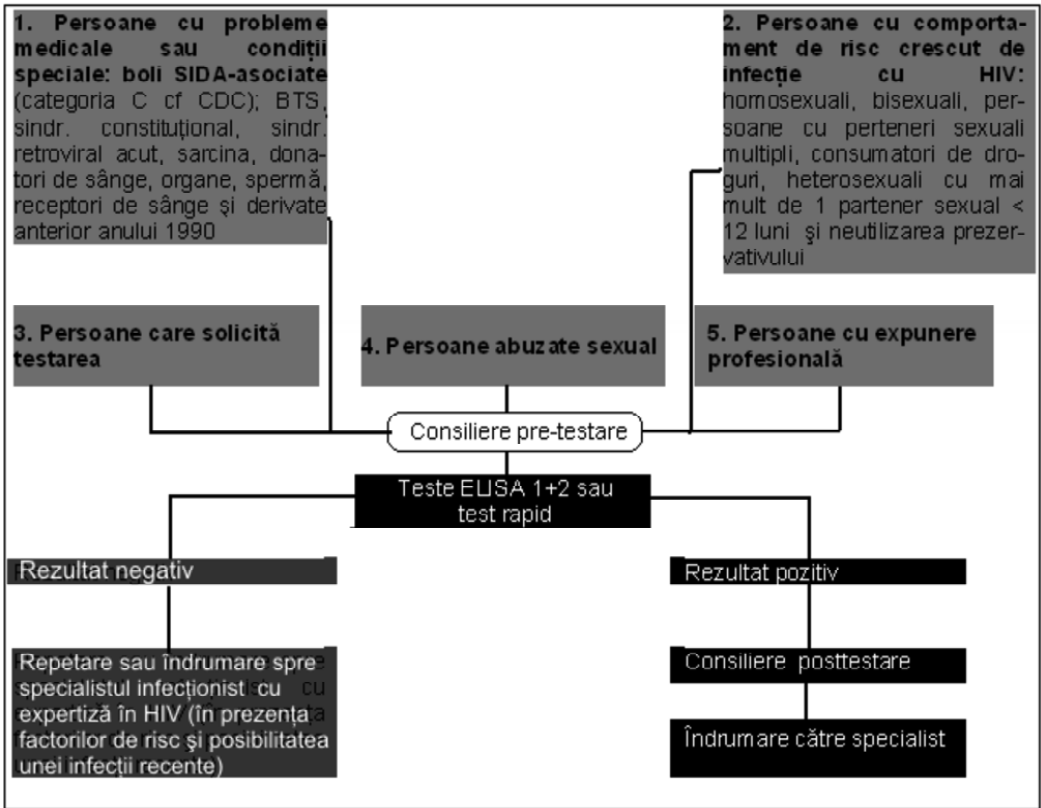 1. Persoane cu probleme
medicale sau condiții
speciale: boli SIDA-asociate
(categoria C cf CDC); BTS,
sindr. constituțional, sindr.
retroviral acut, sarcina, dona-
tori de sânge, organe, spermă,
receptori de sânge și derivate
anterior anului 1990
2. Persoane cu comporta-
ment de risc crescut de
infecție cu HIV:
homosexuali, bisexuali, per-
soane cu perteneri sexuali
multipli, consumatori de dro-
guri, heterosexuali cu mai
mult de 1 partener sexual <
12 luni și neutilizarea prezer-
vativului
3. Persoane care solicită
testarea
4. Persoane abuzate sexual
5. Persoane cu expunere
profesională
Consiliere pre-testare
Teste ELISA 1+2 sau
test rapid
Rezultat negativ
Rezultat pozitiv
Repetare sau îndrumare spre
specialistul infecționist cu
expertiză în HIV (în prezența
factorilor de risc și posibilitatea
unei infecții recente)
Consiliere posttestare
Îndrumare către specialist